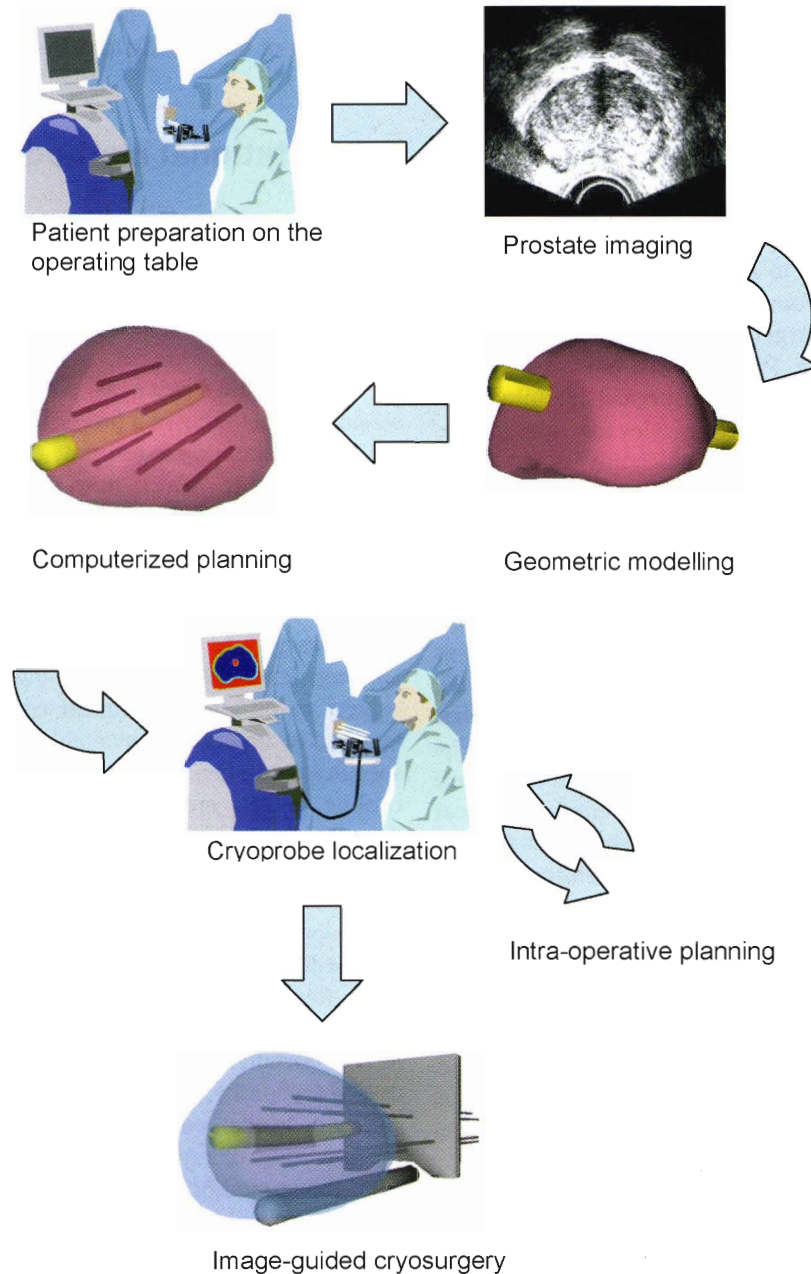 Patient preparation on the
operating table
Prostate imaging
Computerized planning
Geometric modelling
Cryoprobe localization
Intra-operative planning
Image-guided cryosurgery